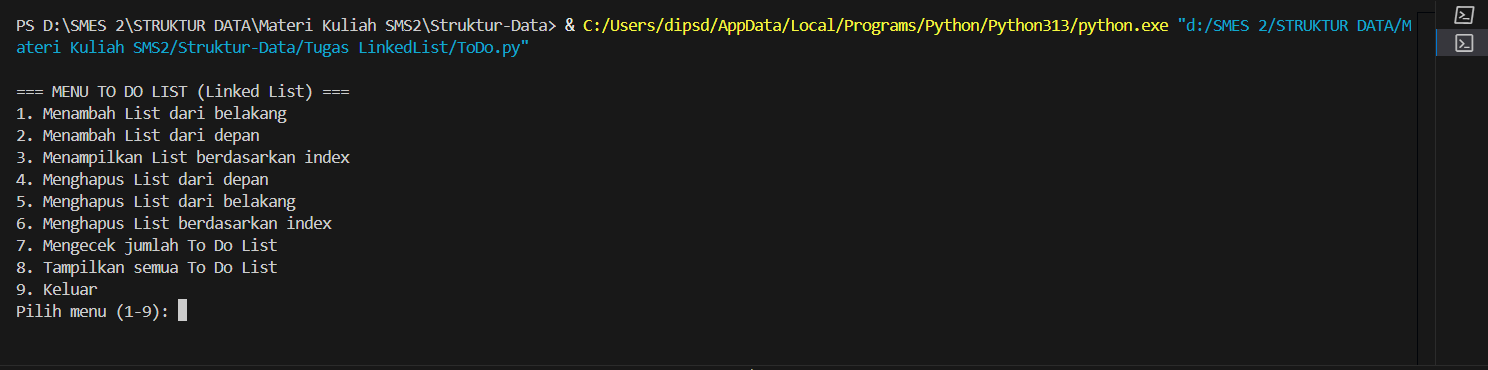 PS D:\SMES 2\STRUKTUR DATA\Materi Kuliah SMS2\Struktur-Data> & C:/Users/dipsd/AppData/Local/Programs/Python/Python313/python.exe "d:/SMES 2/STRUKTUR DATA/M
ateri Kuliah SMS2/Struktur-Data/Tugas LinkedList/ToDo.py"
=== MENU TO DO LIST (Linked List) ===
1. Menambah List dari belakang
2. Menambah List dari depan
3. Menampilkan List berdasarkan index
4. Menghapus List dari depan
5. Menghapus List dari belakang
6. Menghapus List berdasarkan index
7. Mengecek jumlah To Do List
8. Tampilkan semua To Do List
9. Keluar
Pilih menu (1-9):